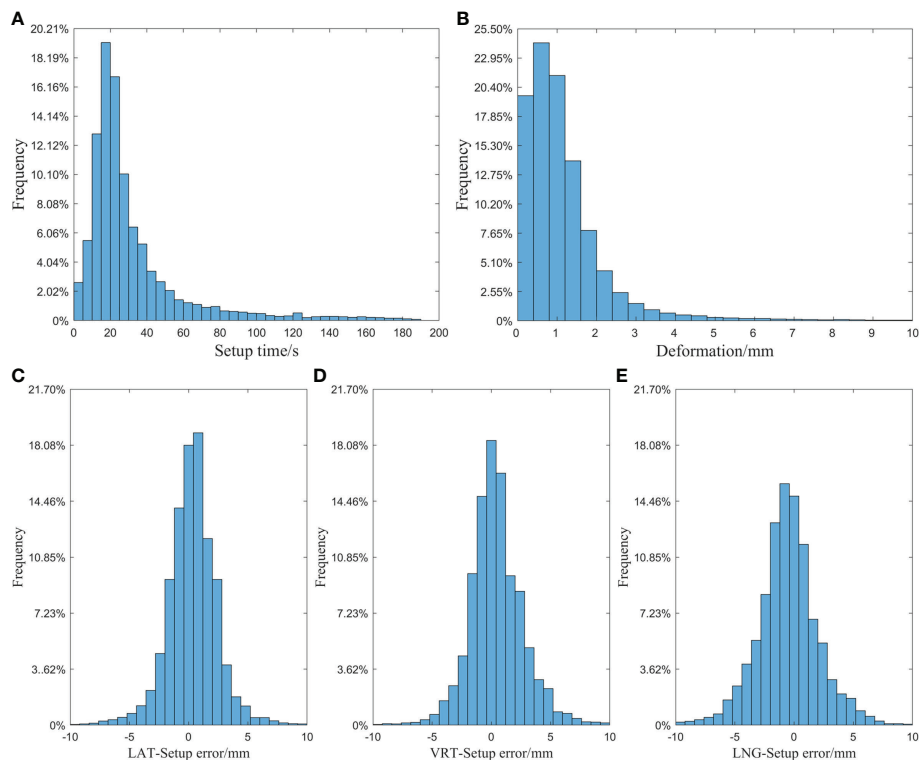 A
20.21%
18.19%
16.16%
14.14%
12.12%
10.10%
8.08%
6.06%
4.04%
2.02%
0%
Frequency
0 20 40 60 80 100 120 140 160 180 200
Setup time/s
B
25.50%
22.95%
20.40%
17.85%
15.30%
12.75%
10.20%
7.65%
5.10%
2.55%
0%
Frequency
0 1 2 3 4 5 6 7 8 9 10
Deformation/mm
C
21.70%
18.08%
14.46%
10.85%
7.23%
3.62%
0%
Frequency
-10 -5 0 5 10
LAT-Setup error/mm
D
21.70%
18.08%
14.46%
10.85%
7.23%
3.62%
0%
Frequency
-10 -5 0 5 10
VRT-Setup error/mm
E
21.70%
18.08%
14.46%
10.85%
7.23%
3.62%
0%
Frequency
-10 -5 0 5 10
LNG-Setup error/mm